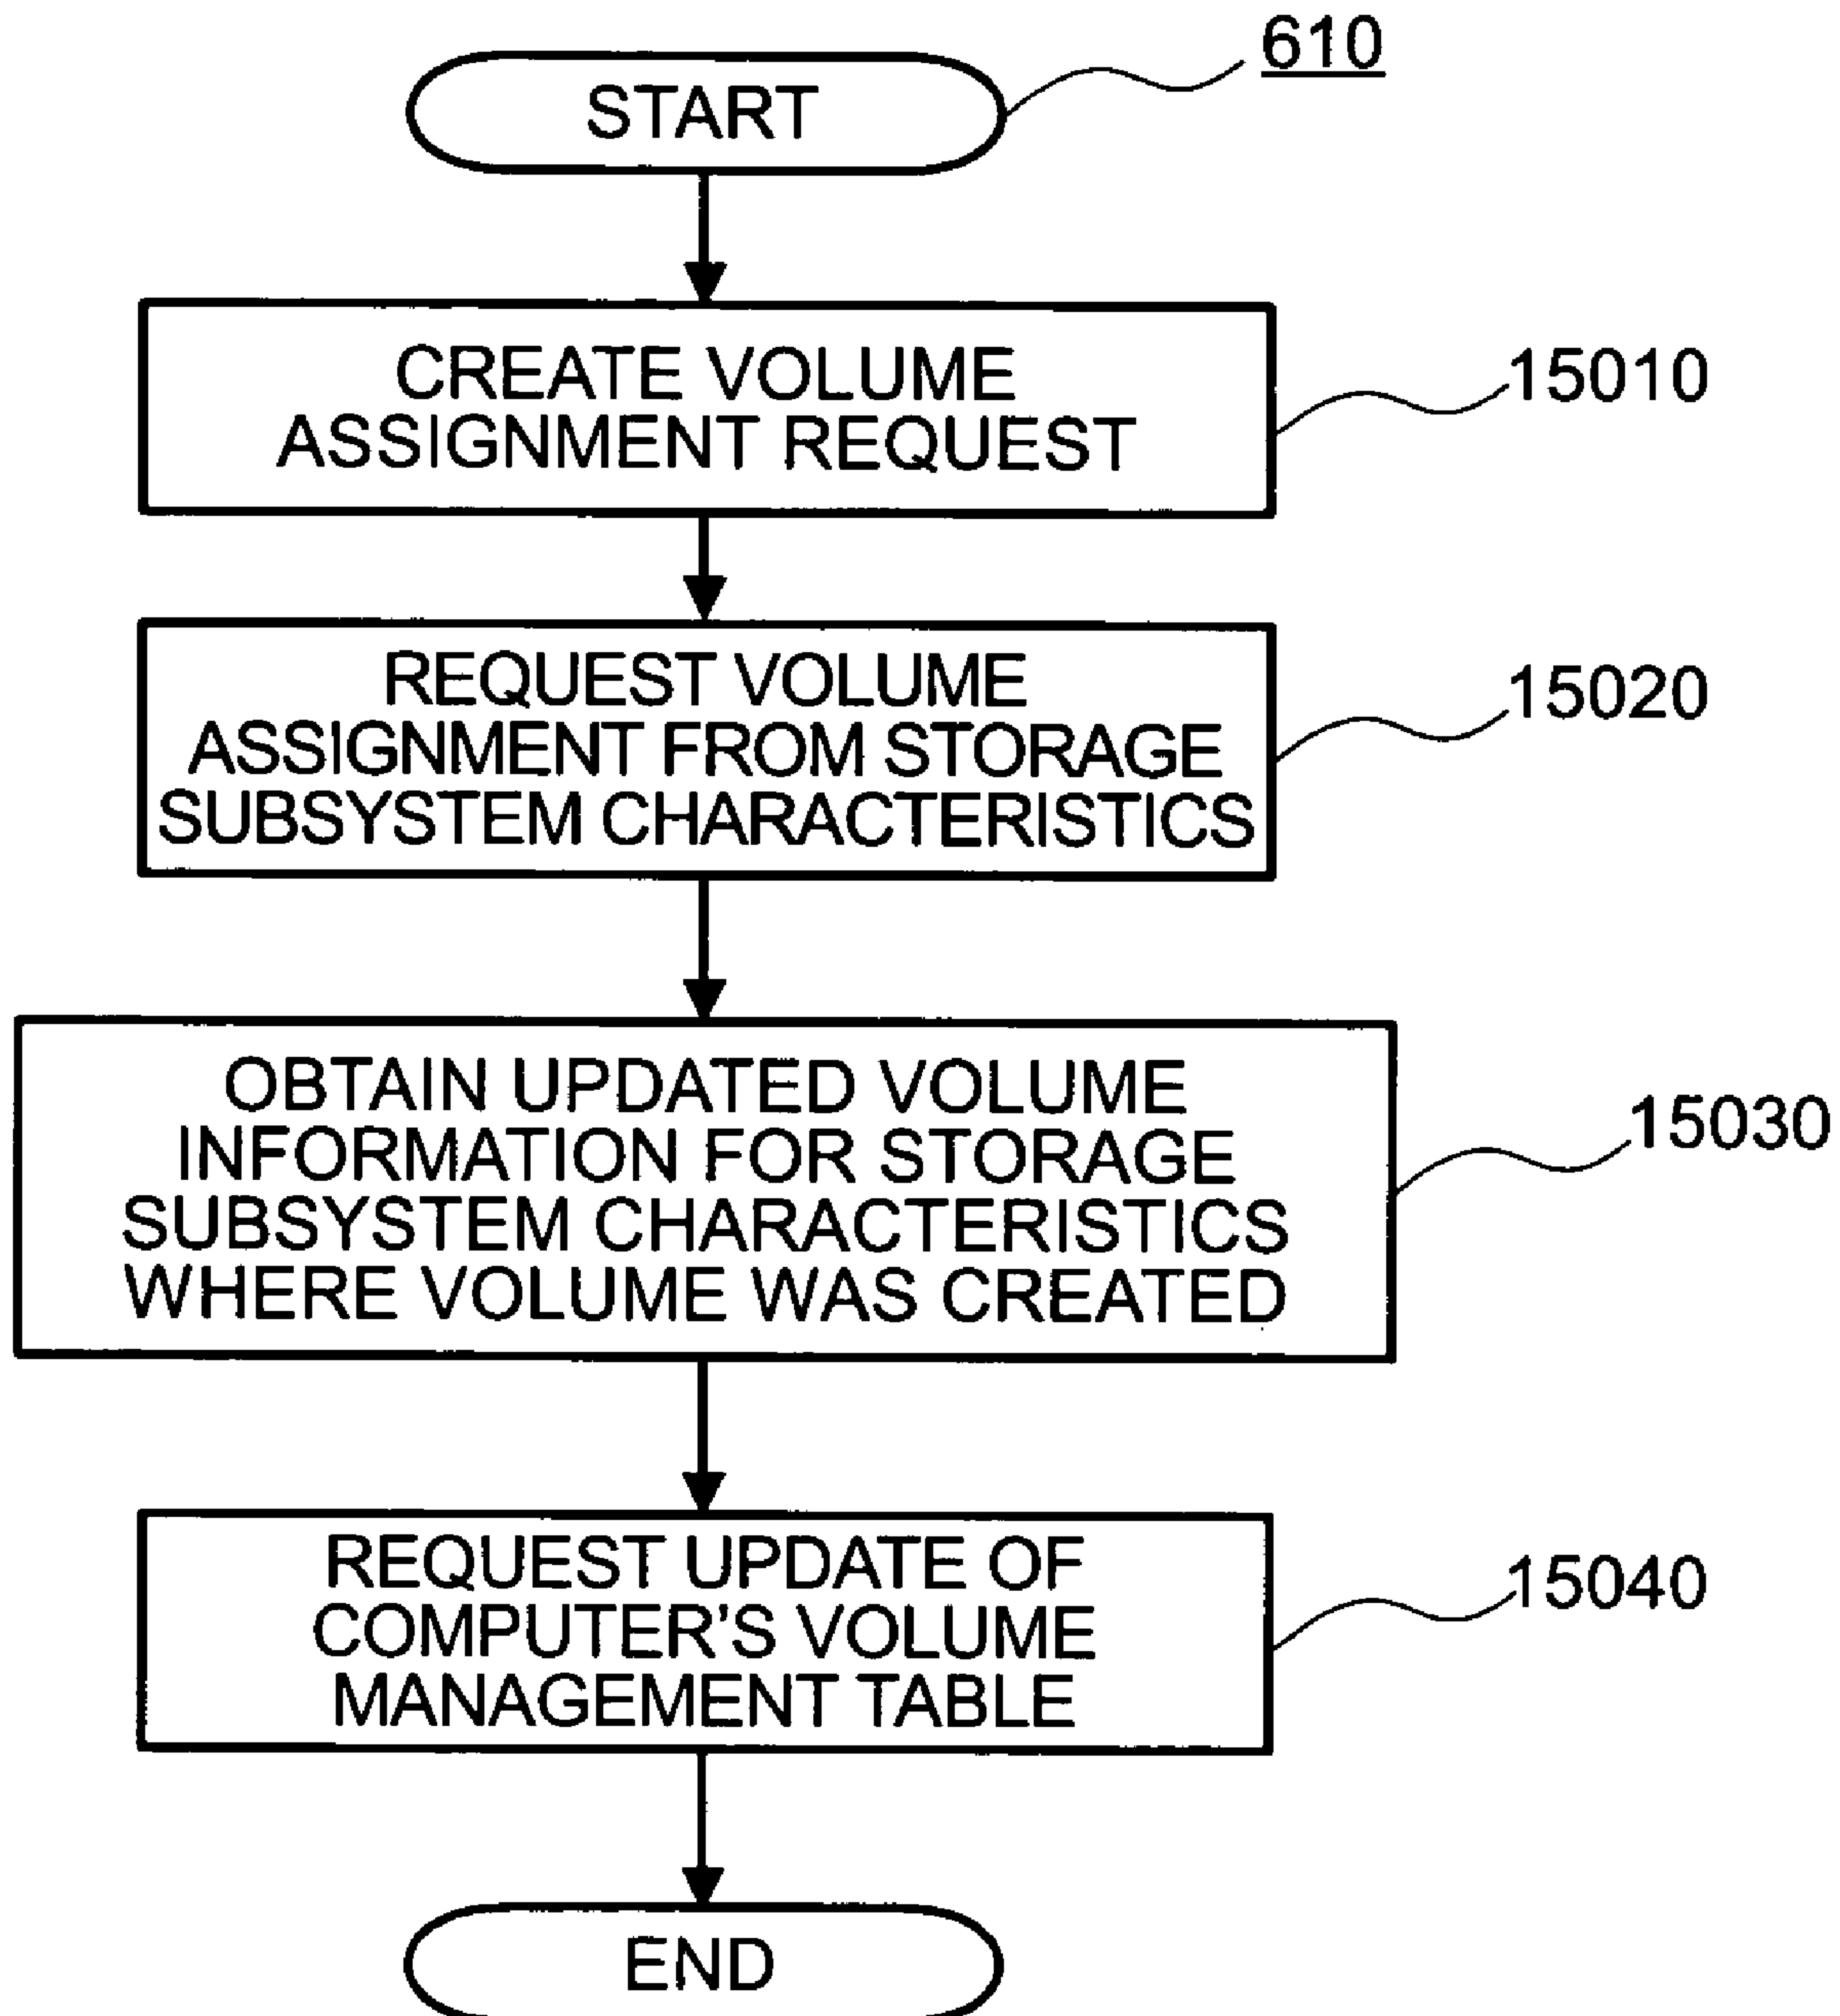 610
START
CREATE VOLUME
ASSIGNMENT REQUEST
15010
REQUEST VOLUME
ASSIGNMENT FROM STORAGE
SUBSYSTEM CHARACTERISTICS
15020
OBTAIN UPDATED VOLUME
INFORMATION FOR STORAGE
SUBSYSTEM CHARACTERISTICS
WHERE VOLUME WAS CREATED
15030
REQUEST UPDATE OF
COMPUTER'S VOLUME
MANAGEMENT TABLE
15040
END